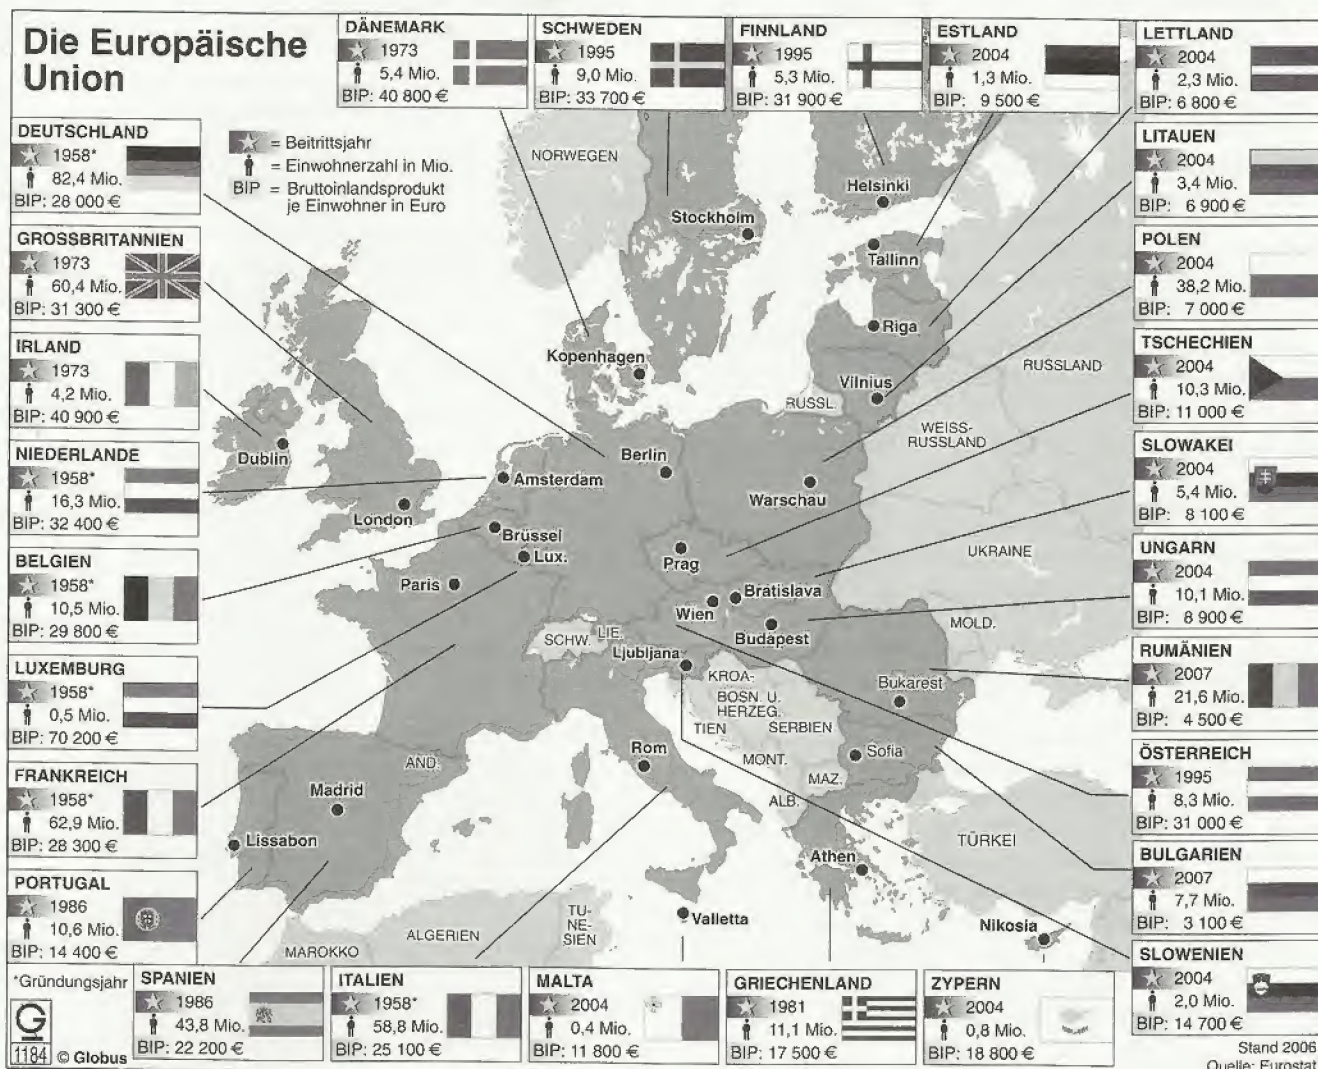 Die Europäische
Union
DÄNEMARK
1973
5,4 Mio.
BIP: 40 800 €
SCHWEDEN
1995
9,0 Mio.
BIP: 33 700 €
FINNLAND
1995
5,3 Mio.
BIP: 31 900 €
ESTLAND
2004
1,3 Mio.
BIP: 9 500 €
LETTLAND
2004
2,3 Mio.
BIP: 6 800 €
DEUTSCHLAND
1958*
82,4 Mio.
BIP: 28 000 €
= Beitrittsjahr
= Einwohnerzahl in Mio.
BIP = Bruttoinlandsprodukt
je Einwohner in Euro
LITAUEN
2004
3,4 Mio.
BIP: 6 900 €
GROSSBRITANNIEN
1973
60,4 Mio.
BIP: 31 300 €
POLEN
2004
38,2 Mio.
BIP: 7 000 €
IRLAND
1973
4,2 Mio.
BIP: 40 900 €
TSCHECHIEN
2004
10,3 Mio.
BIP: 11 000 €
NIEDERLANDE
1958*
16,3 Mio.
BIP: 32 400 €
SLOWAKEI
2004
5,4 Mio.
BIP: 8 100 €
BELGIEN
1958*
10,5 Mio.
BIP: 29 800 €
UNGARN
2004
10,1 Mio.
BIP: 8 900 €
LUXEMBURG
1958*
0,5 Mio.
BIP: 70 200 €
RUMÄNIEN
2007
21,6 Mio.
BIP: 4 500 €
FRANKREICH
1958*
62,9 Mio.
BIP: 28 300 €
ÖSTERREICH
1995
8,3 Mio.
BIP: 31 000 €
PORTUGAL
1986
10,6 Mio.
BIP: 14 400 €
BULGARIEN
2007
7,7 Mio.
BIP: 3 100 €
SLOWENIEN
2004
2,0 Mio.
BIP: 14 700 €
NORWEGEN
Helsinki
Stockholm
Tallinn
Riga
Kopenhagen
RUSSLAND
Vilnius
RUSSL.
WEISS-
RUSSLAND
Dublin
Berlin
Amsterdam
Warschau
London
Brüssel
Lux.
Prag
UKRAINE
Paris
Bratislava
Wien
Budapest
MOLD.
SCHW.
LIE.
Ljubljana
KROA-
TIEN
BOSN. U.
HERZEG.
SERBIEN
Bukarest
MONT.
Sofia
Rom
AND.
MAZ.
ALB.
Madrid
Lissabon
TÜRKEI
Athen
Valletta
Nikosia
TU-
NE-
SIEN
ALGERIEN
MAROKKO
*Gründungsjahr
SPANIEN
1986
43,8 Mio.
BIP: 22 200 €
ITALIEN
1958*
58,8 Mio.
BIP: 25 100 €
MALTA
2004
0,4 Mio.
BIP: 11 800 €
GRIECHENLAND
1981
11,1 Mio.
BIP: 17 500 €
ZYPERN
2004
0,8 Mio.
BIP: 18 800 €
G
1184 © Globus
Stand 2006
Quelle: Eurostat